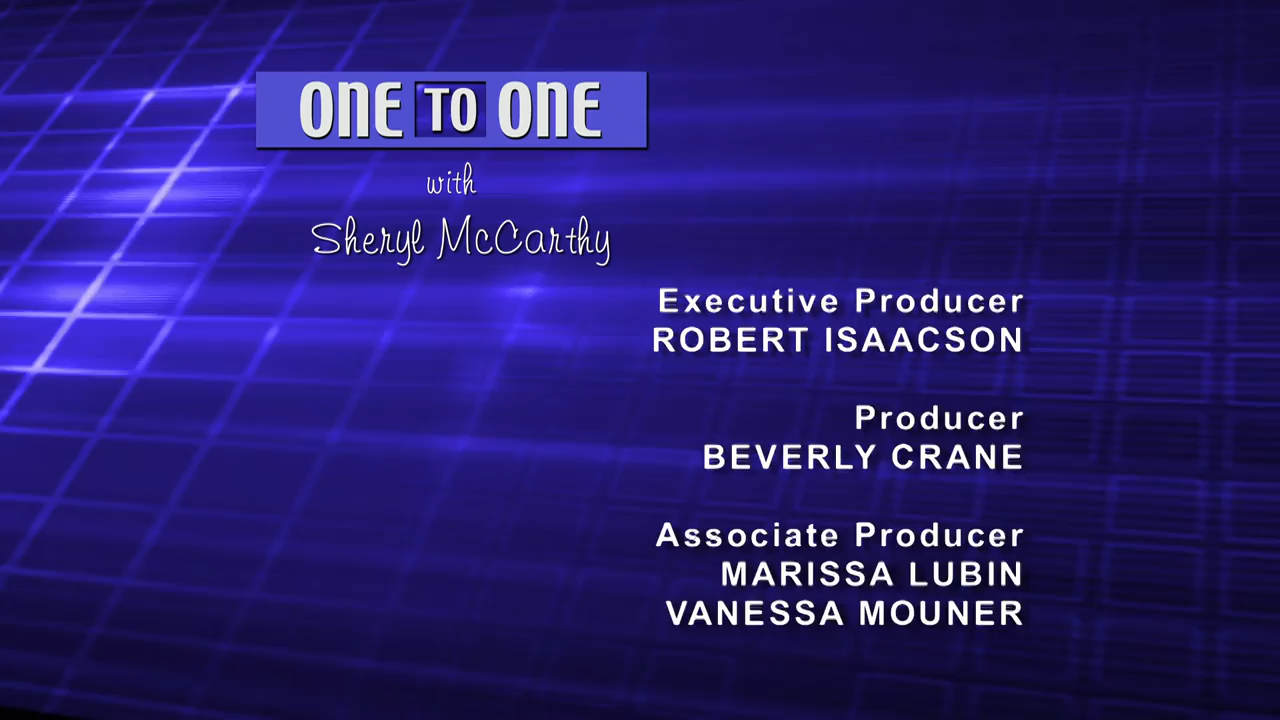 ONE TO ONE
with
Sheryl McCarthy
Executive Producer
ROBERT ISAACSON
Producer
BEVERLY CRANE
Associate Producer
MARISSA LUBIN
VANESSA MOUNER